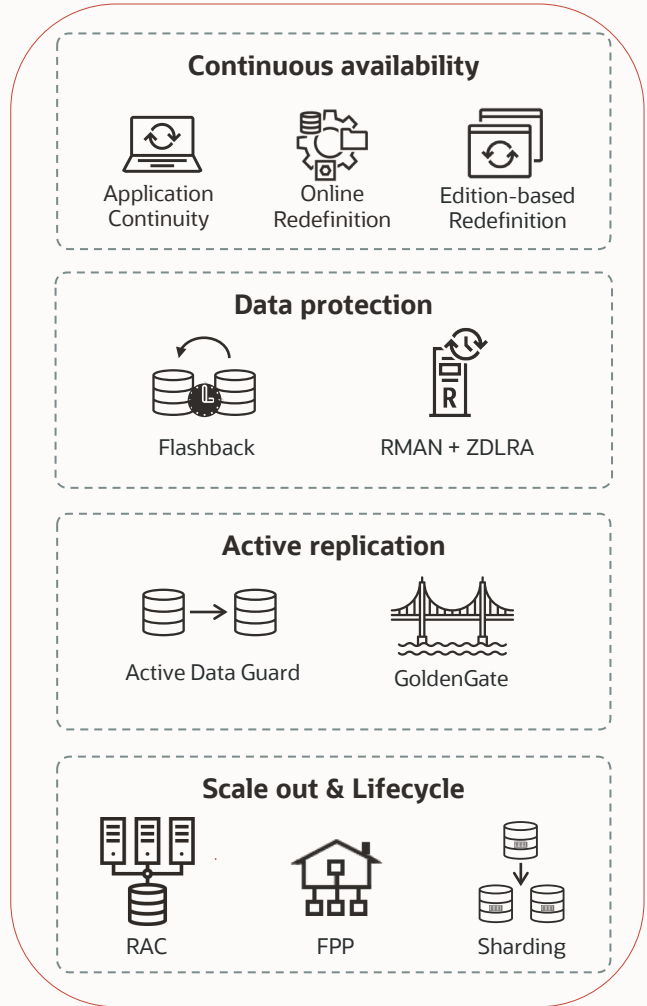 Continuous availability
Application
Continuity
Online
Redefinition
Edition-based
Redefinition
Data protection
R
Flashback
RMAN + ZDLRA
Active replication
Active Data Guard
GoldenGate
Scale out & Lifecycle
RAC
FPP
Sharding